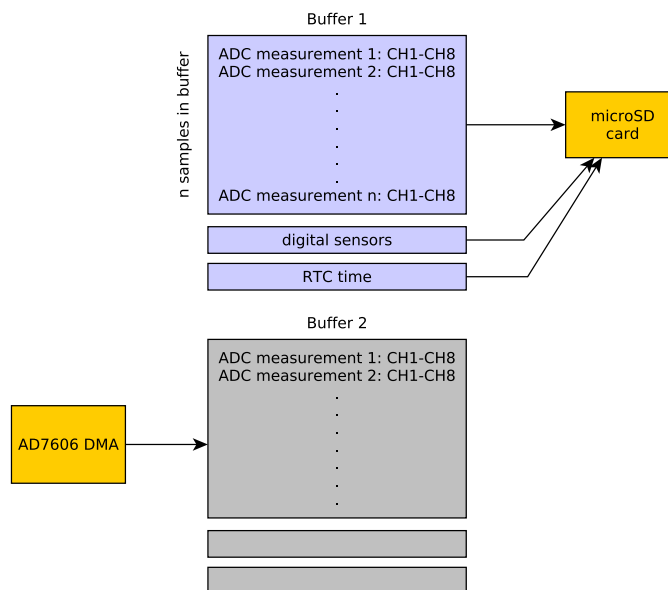 Buffer 1
n samples in buffer
ADC measurement 1: CH1-CH8
ADC measurement 2: CH1-CH8
ADC measurement n: CH1-CH8
microSD
card
digital sensors
RTC time
Buffer 2
ADC measurement 1: CH1-CH8
ADC measurement 2: CH1-CH8
AD7606 DMA